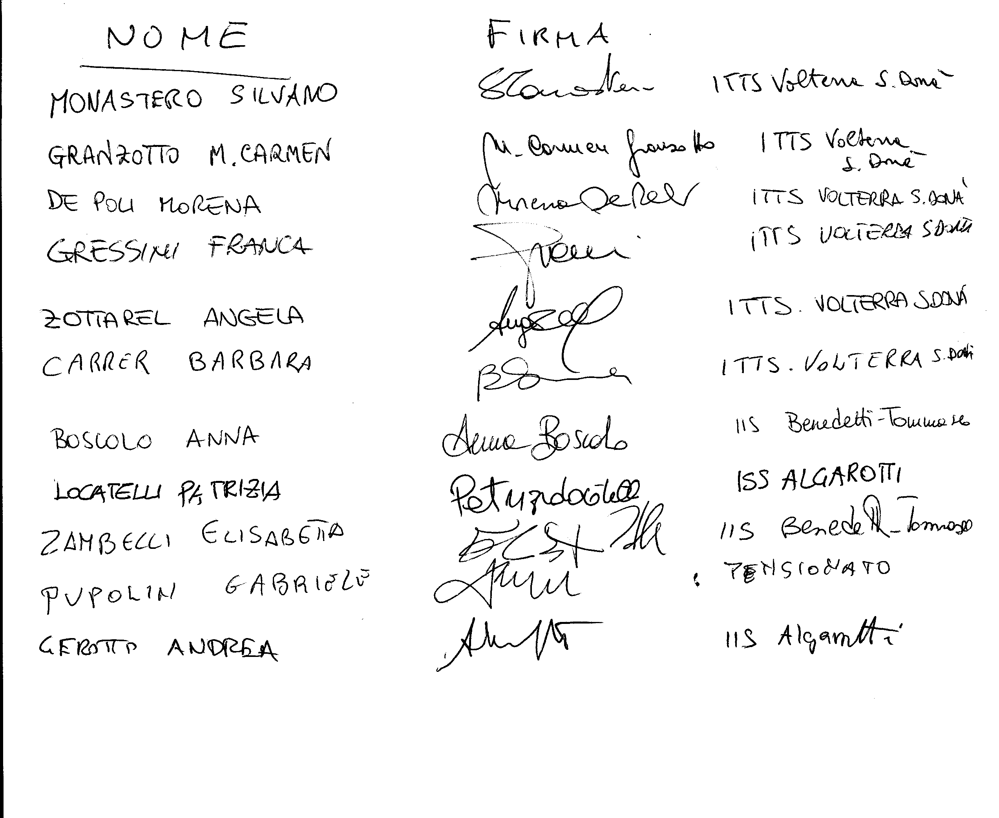 NOME FIRMA
MONASTERO SILVANO ITTS Volterra S. Donà
GRANZOTTO M. CARMEN M. Carmen Granzotto ITTS Volterra
S. Donà
DE POLI MORENA Morena De Poli ITTS VOLTERRA S. DONÀ
GRESSINI FRANCA ITTS VOLTERRA S DONÀ
ZOTTAREL ANGELA ITTS. VOLTERRA S DONÀ
CARRER BARBARA ITTS. VOLTERRA S. DONÀ
BOSCOLO ANNA Anna Boscolo IIS Benedetti-Tommaseo
LOCATELLI PATRIZIA Patrizia Locatelli ISS ALGAROTTI
ZAMBELLI ELISABETTA IIS Benedetti-Tommaseo
PUPOLIN GABRIELE PENSIONATO
GEROTTO ANDREA IIS Algarotti